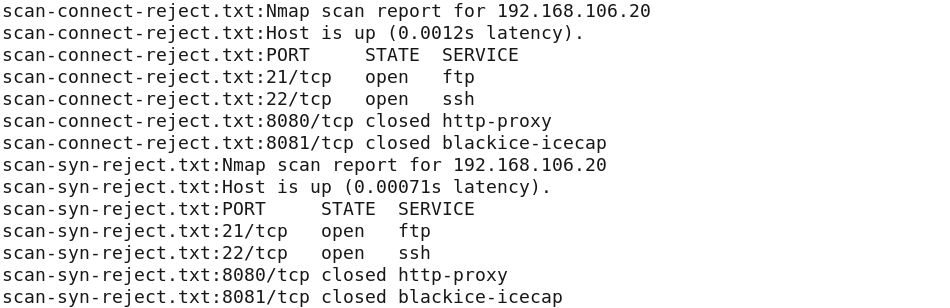 scan-connect-reject.txt:Nmap scan report for 192.168.106.20
scan-connect-reject.txt:Host is up (0.0012s latency).
scan-connect-reject.txt:PORT     STATE  SERVICE
scan-connect-reject.txt:21/tcp   open   ftp
scan-connect-reject.txt:22/tcp   open   ssh
scan-connect-reject.txt:8080/tcp closed http-proxy
scan-connect-reject.txt:8081/tcp closed blackice-icecap
scan-syn-reject.txt:Nmap scan report for 192.168.106.20
scan-syn-reject.txt:Host is up (0.00071s latency).
scan-syn-reject.txt:PORT     STATE  SERVICE
scan-syn-reject.txt:21/tcp   open   ftp
scan-syn-reject.txt:22/tcp   open   ssh
scan-syn-reject.txt:8080/tcp closed http-proxy
scan-syn-reject.txt:8081/tcp closed blackice-icecap